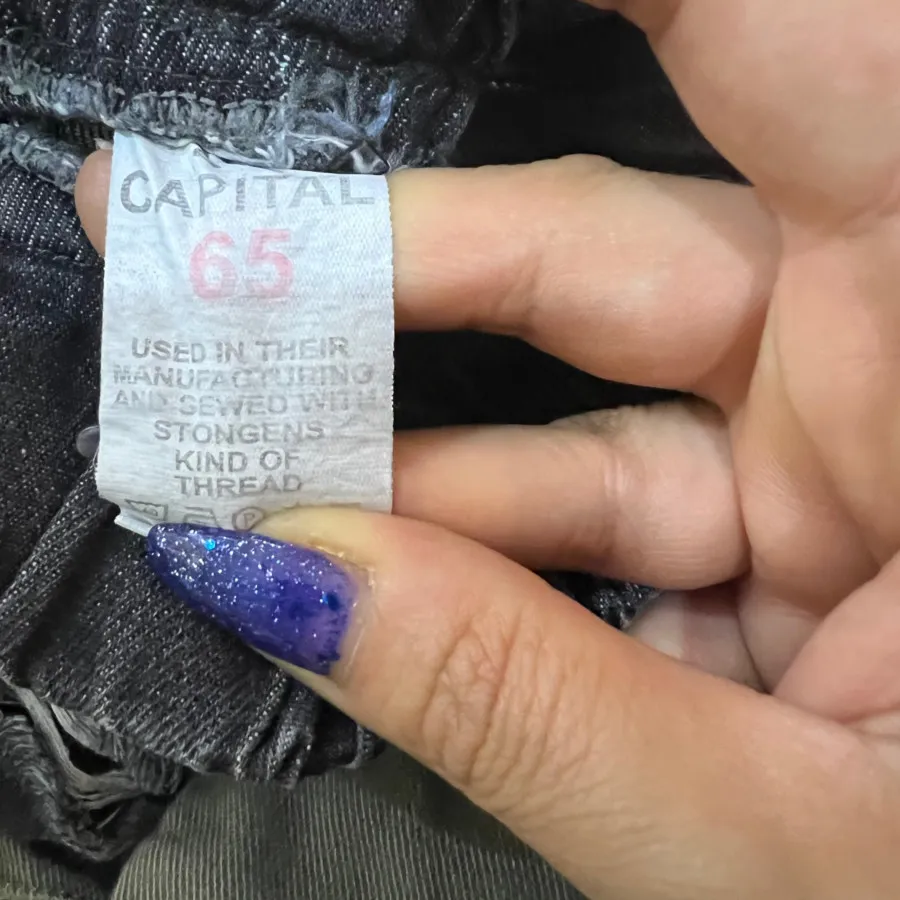 CAPITAL
65
USED IN THEIR
MANUFACTURING
AND SEWED WITH
STONGENS
KIND OF
THREAD
P